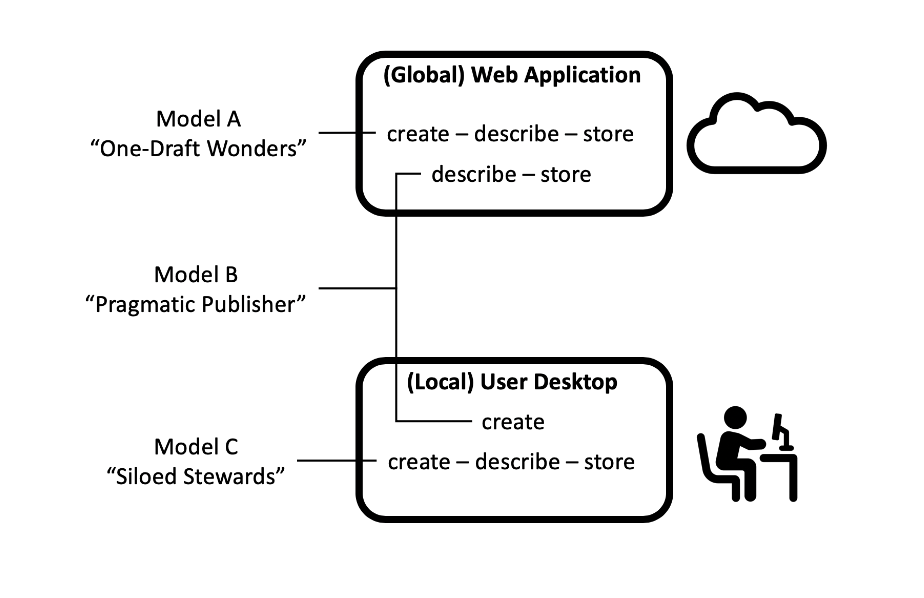 (Global) Web Application
Model A
“One-Draft Wonders”
create – describe – store
describe – store
Model B
“Pragmatic Publisher”
(Local) User Desktop
create
Model C
“Siloed Stewards”
create – describe – store